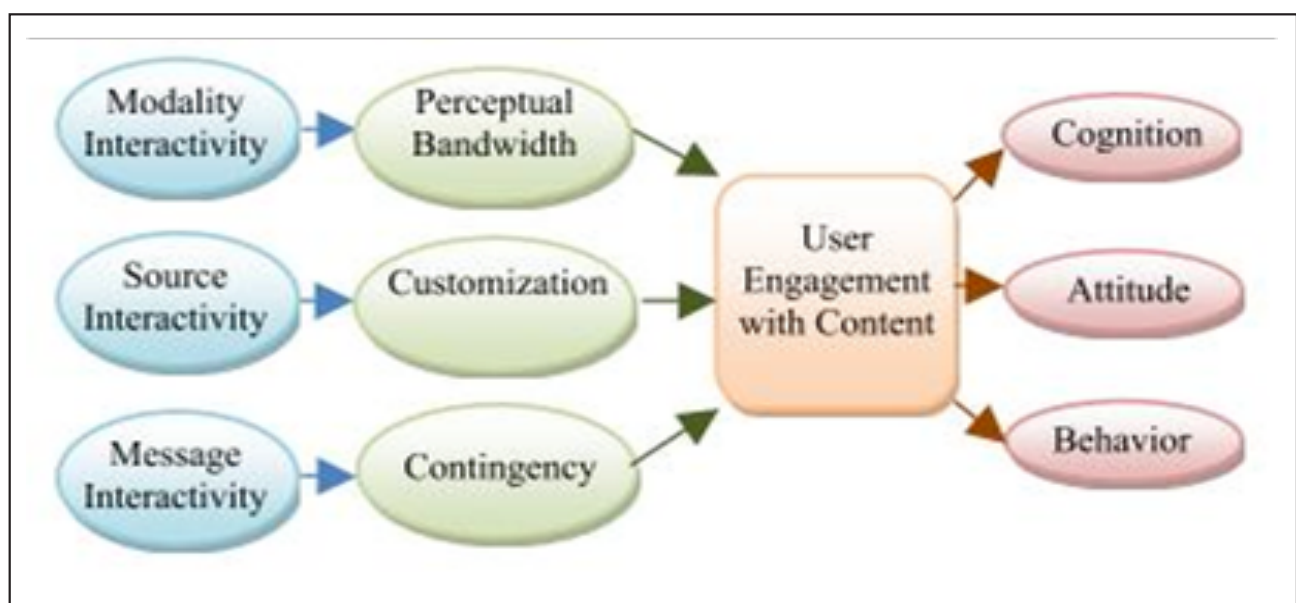 Modality
Interactivity
Perceptual
Bandwidth
Cognition
Source
Interactivity
Customization
User
Engagement
with Content
Attitude
Message
Interactivity
Contingency
Behavior